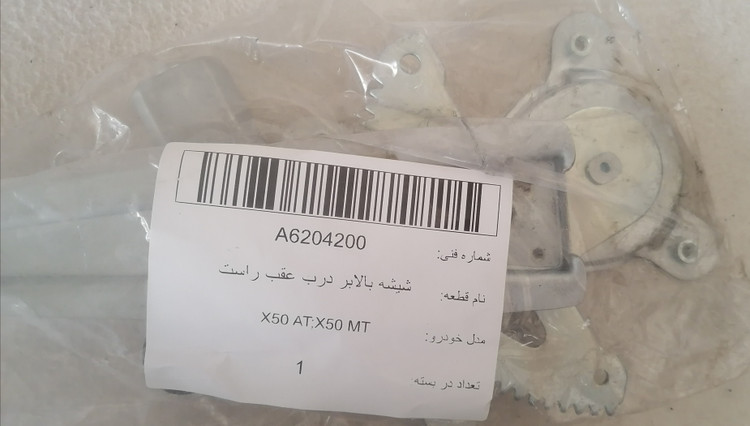 A6204200
شماره فنی:
نام قطعه: شیشه بالابر درب عقب راست
مدل خودرو: X50 AT;X50 MT
تعداد در بسته: 1